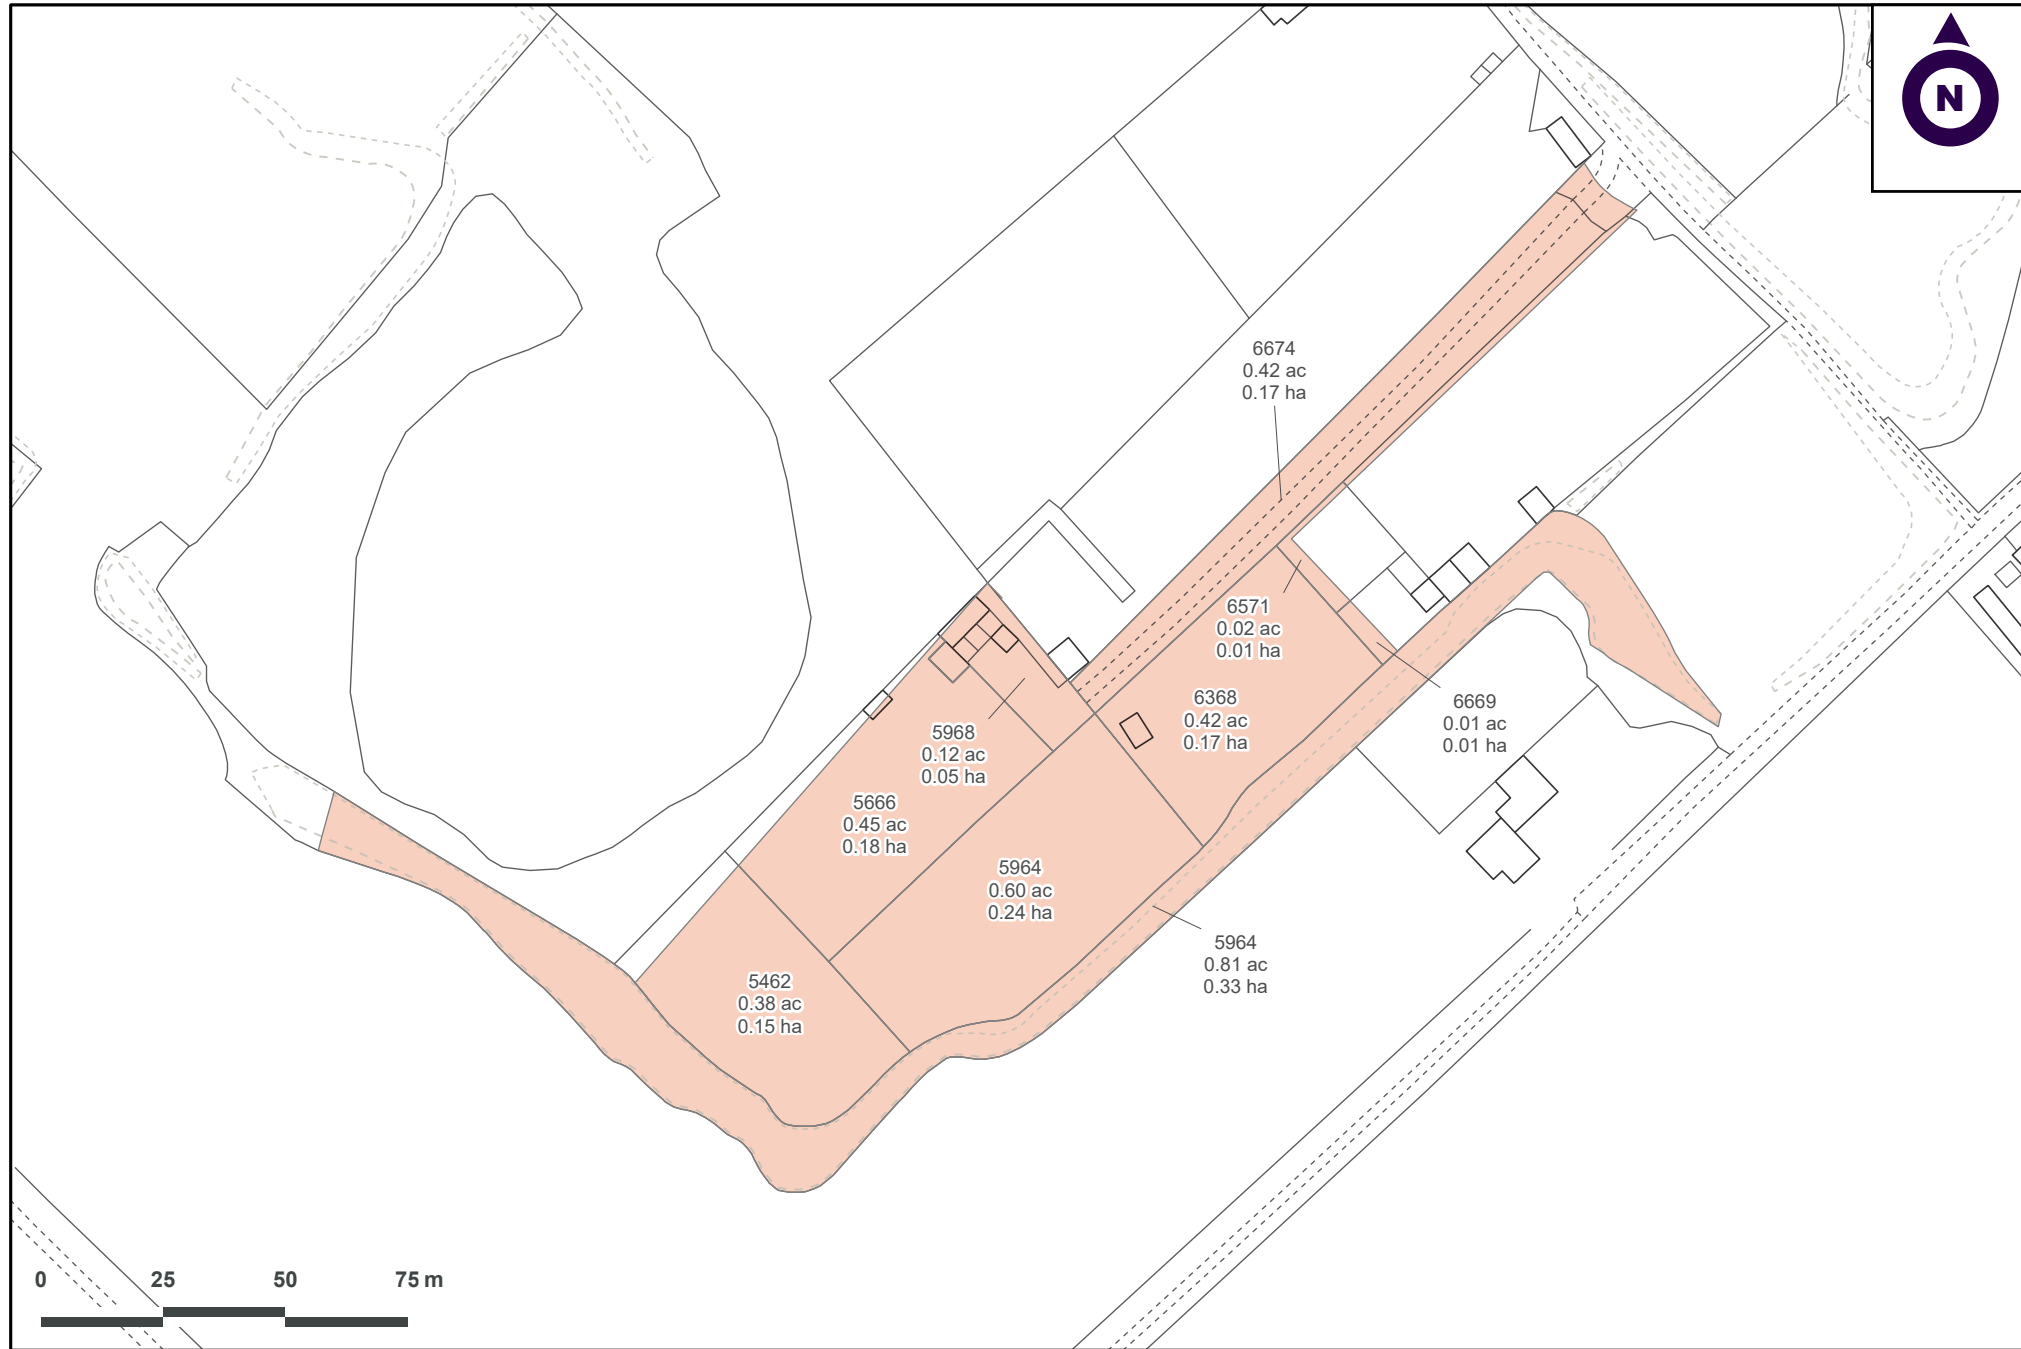 N
6674
0.42 ac
0.17 ha
6571
0.02 ac
0.01 ha
6368
0.42 ac
0.17 ha
6669
0.01 ac
0.01 ha
5968
0.12 ac
0.05 ha
5666
0.45 ac
0.18 ha
5964
0.60 ac
0.24 ha
5964
0.81 ac
0.33 ha
5462
0.38 ac
0.15 ha
0 25 50 75 m